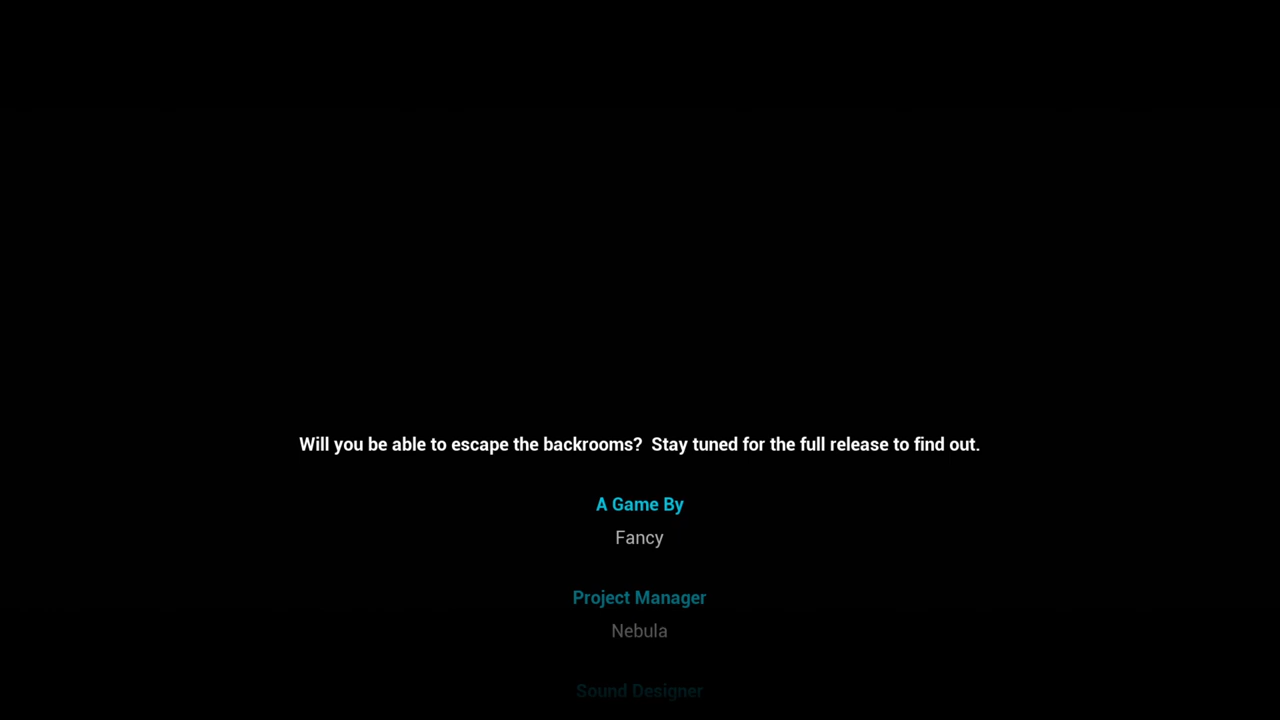 Will you be able to escape the backrooms?  Stay tuned for the full release to find out.
A Game By
Fancy
Project Manager
Nebula
Sound Designer